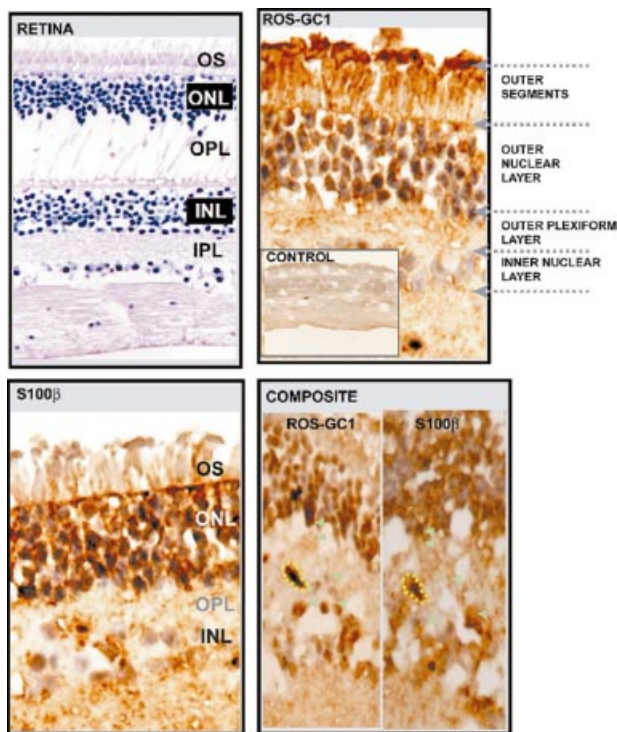 RETINA
OS
ONL
OPL
INL
IPL
ROS-GC1
CONTROL
OUTER
SEGMENTS
OUTER
NUCLEAR
LAYER
OUTER PLEXIFORM
LAYER
INNER NUCLEAR
LAYER
S100β
OS
ONL
OPL
INL
COMPOSITE
ROS-GC1
S100β